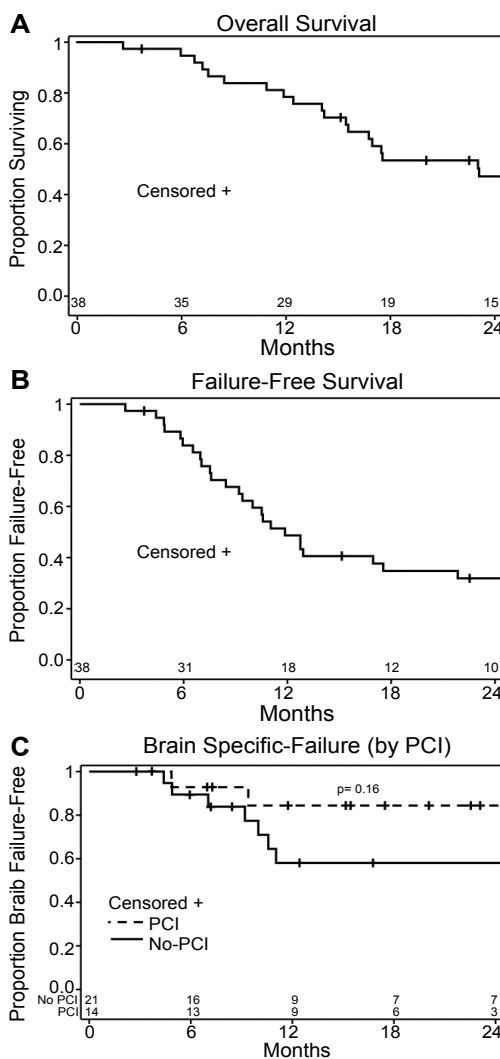 A
Overall Survival
Proportion Surviving
1
0.8
0.6
0.4
0.2
0.0
Censored +
38 35 29 19 15
0 6 12 18 24
Months
B
Failure-Free Survival
Proportion Failure-Free
1
0.8
0.6
0.4
0.2
0.0
Censored +
38 31 18 12 10
0 6 12 18 24
Months
C
Brain Specific-Failure (by PCI)
Proportion Braib Failure-Free
1
0.8
0.6
0.4
0.2
0.0
p= 0.16
Censored +
PCI
No-PCI
No PCI 21 16 9 7 7
PCI 14 13 9 6 3
0 6 12 18 24
Months